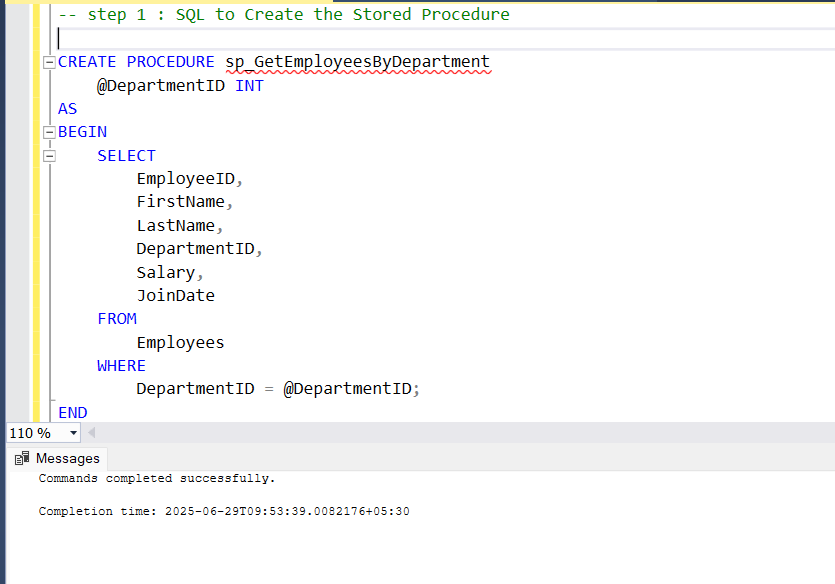 -- step 1 : SQL to Create the Stored Procedure
CREATE PROCEDURE sp_GetEmployeesByDepartment
@DepartmentID INT
AS
BEGIN
SELECT
EmployeeID,
FirstName,
LastName,
DepartmentID,
Salary,
JoinDate
FROM
Employees
WHERE
DepartmentID = @DepartmentID;
END
110 %
Messages
Commands completed successfully.
Completion time: 2025-06-29T09:53:39.0082176+05:30